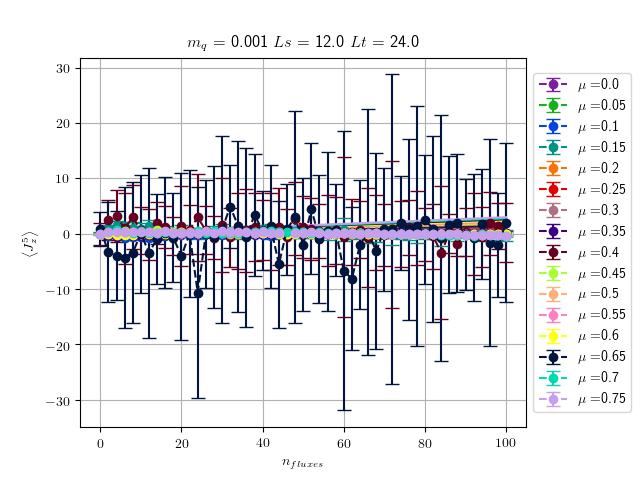 m_q = 0.001 Ls = 12.0 Lt = 24.0
⟨J_z^5⟩
30
20
10
0
−10
−20
−30
0
20
40
60
80
100
n_fluxes
μ =0.0
μ =0.05
μ =0.1
μ =0.15
μ =0.2
μ =0.25
μ =0.3
μ =0.35
μ =0.4
μ =0.45
μ =0.5
μ =0.55
μ =0.6
μ =0.65
μ =0.7
μ =0.75